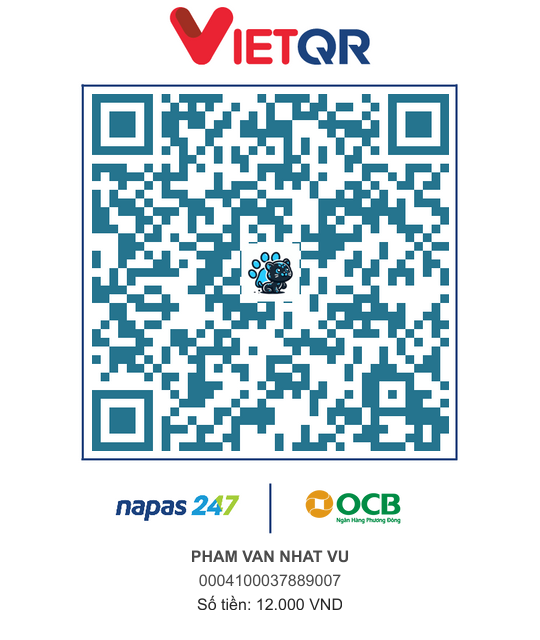 VIETQR
napas 247
OCB
Ngân Hàng Phương Đông
PHAM VAN NHAT VU
0004100037889007
Số tiền: 12.000 VND